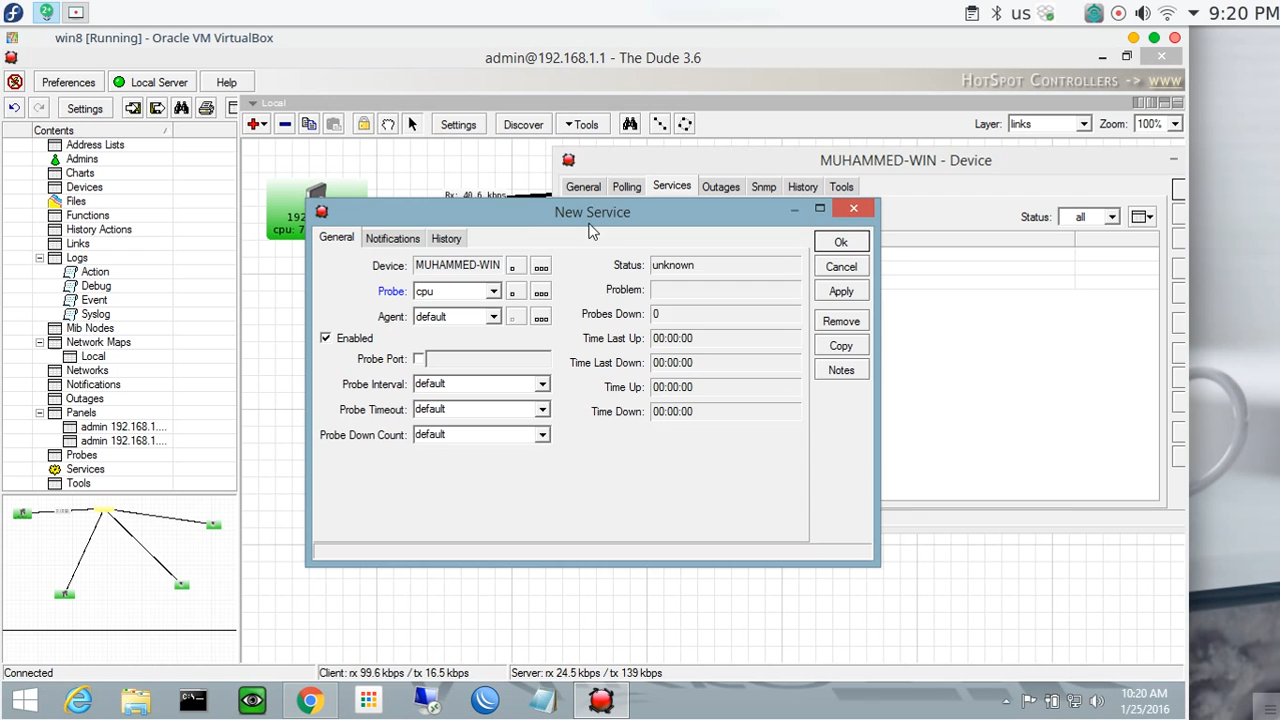 2
us
9:20 PM
win8 [Running] - Oracle VM VirtualBox
admin@192.168.1.1 - The Dude 3.6
Preferences
Local Server
Help
HotSpot Controllers -> www
Settings
Local
Contents
Address Lists
Admins
Charts
Devices
Files
Functions
History Actions
Links
Logs
Action
Debug
Event
Syslog
Mib Nodes
Network Maps
Local
Networks
Notifications
Outages
Panels
admin 192.168.1....
admin 192.168.1....
Probes
Services
Tools
Settings
Discover
Tools
Layer: links
Zoom: 100%
Rx: 40.6 kbps
192
cpu: 7
MUHAMMED-WIN - Device
General
Polling
Services
Outages
Snmp
History
Tools
Status: all
New Service
General
Notifications
History
Device: MUHAMMED-WIN
Probe: cpu
Agent: default
Enabled
Probe Port:
Probe Interval: default
Probe Timeout: default
Probe Down Count: default
Status: unknown
Problem:
Probes Down: 0
Time Last Up: 00:00:00
Time Last Down: 00:00:00
Time Up: 00:00:00
Time Down: 00:00:00
Ok
Cancel
Apply
Remove
Copy
Notes
Connected
Client: rx 99.6 kbps / tx 16.5 kbps
Server: rx 24.5 kbps / tx 139 kbps
10:20 AM
1/25/2016